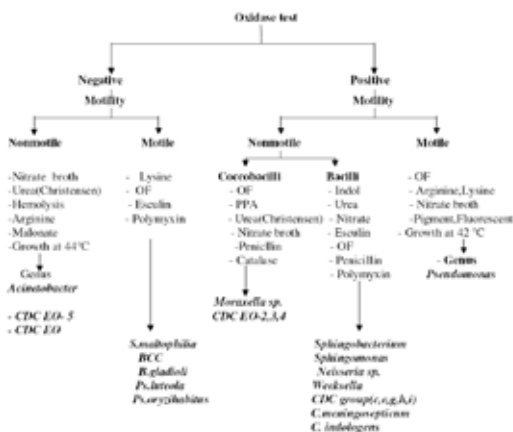 Oxidase test
Negative
Motility
Positive
Motility
Nonmotile
-Nitrate broth
-Urea(Christensen)
-Hemolysis
-Arginine
-Malonate
-Growth at 44°C
Genus
Acinetobacter
- CDC EO- 5
- CDC EO
Motile
- Lysine
- OF
- Esculin
- Polymyxin
S.maltophilia
BCC
B.gladioli
Ps.luteola
Ps.oryzihabitus
Nonmotile
Coccobacilli
- OF
- PPA
- Urea(Christensen)
- Nitrate broth
-Penicillin
- Catalase
Moraxella sp.
CDC EO-2,3,4
Bacilli
- Indol
- Urea
- Nitrate
- Esculin
- OF
- Penicillin
- Polymyxin
Sphingobacterium
Sphingomonas
Neisseria sp.
Weeksella
C.meningosepticum
C. indologens
Motile
- OF
- Arginine,Lysine
- Nitrate broth
-Pigment,Fluorescent
- Growth at 42 °C
- Genus
Pseudomonas